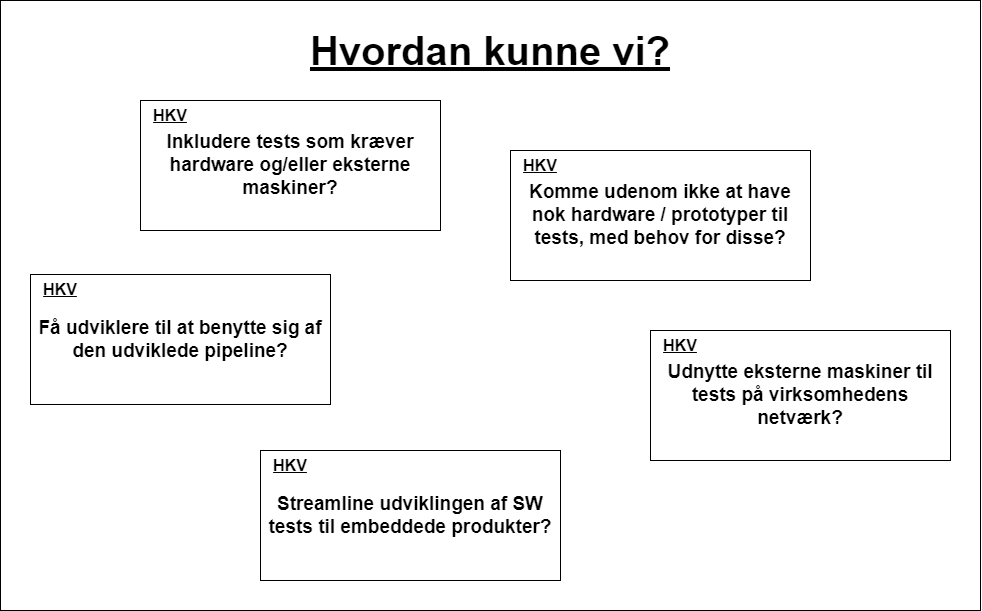 Hvordan kunne vi?
HKV
Inkludere tests som kræver
hardware og/eller eksterne
maskiner?
HKV
Komme udenom ikke at have
nok hardware / prototyper til
tests, med behov for disse?
HKV
Få udviklere til at benytte sig af
den udviklede pipeline?
HKV
Udnytte eksterne maskiner til
tests på virksomhedens
netværk?
HKV
Streamline udviklingen af SW
tests til embeddede produkter?